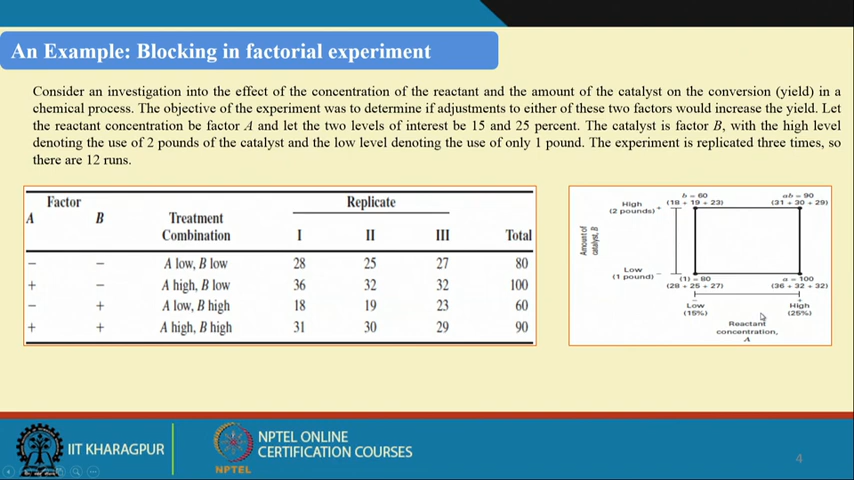 An Example: Blocking in factorial experiment
Consider an investigation into the effect of the concentration of the reactant and the amount of the catalyst on the conversion (yield) in a
chemical process. The objective of the experiment was to determine if adjustments to either of these two factors would increase the yield. Let
the reactant concentration be factor A and let the two levels of interest be 15 and 25 percent. The catalyst is factor B, with the high level
denoting the use of 2 pounds of the catalyst and the low level denoting the use of only 1 pound. The experiment is replicated three times, so
there are 12 runs.
Factor Replicate
A B Treatment
Combination I II III Total
− − A low, B low 28 25 27 80
+ − A high, B low 36 32 32 100
− + A low, B high 18 19 23 60
+ + A high, B high 31 30 29 90
b = 60 ab = 90
(18 + 19 + 23) (31 + 30 + 29)
High +
(2 pounds)
Amount of
catalyst, B
Low −
(1 pound)
(1) = 80 a = 100
(28 + 25 + 27) (36 + 32 + 32)
− +
Low High
(15%) (25%)
Reactant
concentration,
A
IIT KHARAGPUR
NPTEL
NPTEL ONLINE
CERTIFICATION COURSES
4